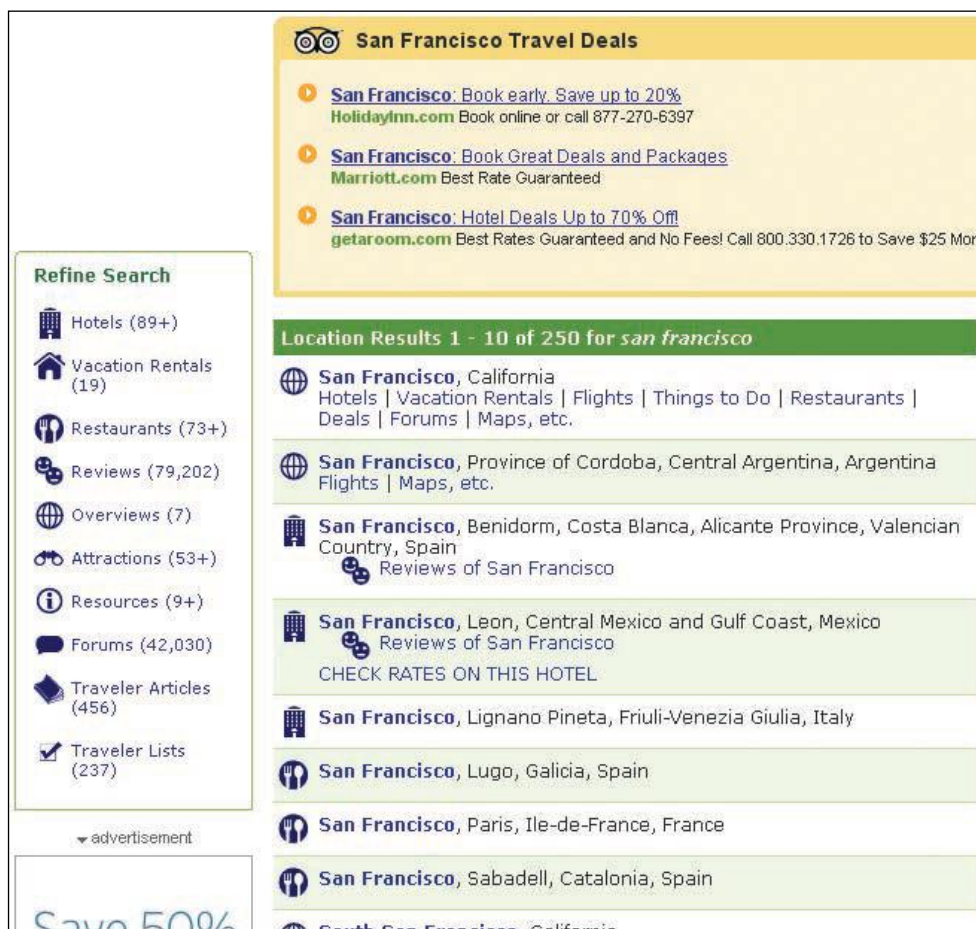 San Francisco Travel Deals
San Francisco: Book early. Save up to 20%
HolidayInn.com Book online or call 877-270-6397
San Francisco: Book Great Deals and Packages
Marriott.com Best Rate Guaranteed
San Francisco: Hotel Deals Up to 70% Off!
getaroom.com Best Rates Guaranteed and No Fees! Call 800.330.1726 to Save $25 Mor
Refine Search
Hotels (89+)
Vacation Rentals
(19)
Restaurants (73+)
Reviews (79,202)
Overviews (7)
Attractions (53+)
Resources (9+)
Forums (42,030)
Traveler Articles
(456)
Traveler Lists
(237)
advertisement
Save 50%
Location Results 1 - 10 of 250 for san francisco
San Francisco, California
Hotels | Vacation Rentals | Flights | Things to Do | Restaurants |
Deals | Forums | Maps, etc.
San Francisco, Province of Cordoba, Central Argentina, Argentina
Flights | Maps, etc.
San Francisco, Benidorm, Costa Blanca, Alicante Province, Valencian
Country, Spain
Reviews of San Francisco
San Francisco, Leon, Central Mexico and Gulf Coast, Mexico
Reviews of San Francisco
CHECK RATES ON THIS HOTEL
San Francisco, Lignano Pineta, Friuli-Venezia Giulia, Italy
San Francisco, Lugo, Galicia, Spain
San Francisco, Paris, Ile-de-France, France
San Francisco, Sabadell, Catalonia, Spain
South San Francisco, California